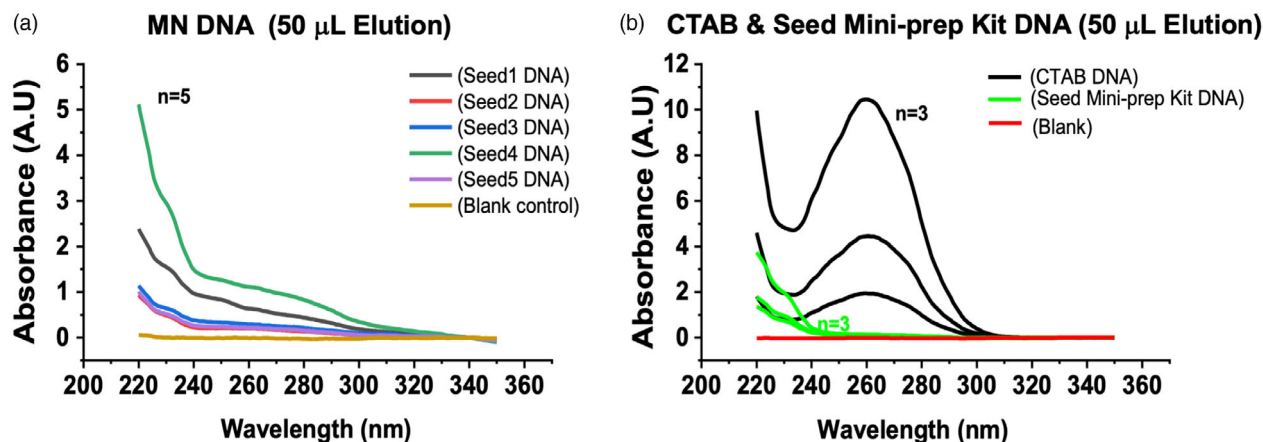 (a)
MN DNA (50 μL Elution)
6
5
4
3
2
1
0
Absorbance (A.U)
n=5
(Seed1 DNA)
(Seed2 DNA)
(Seed3 DNA)
(Seed4 DNA)
(Seed5 DNA)
(Blank control)
200 220 240 260 280 300 320 340 360
Wavelength (nm)
(b)
CTAB & Seed Mini-prep Kit DNA (50 μL Elution)
12
10
8
6
4
2
0
Absorbance (A.U)
n=3
(CTAB DNA)
(Seed Mini-prep Kit DNA)
(Blank)
n=3
200 220 240 260 280 300 320 340 360
Wavelength (nm)